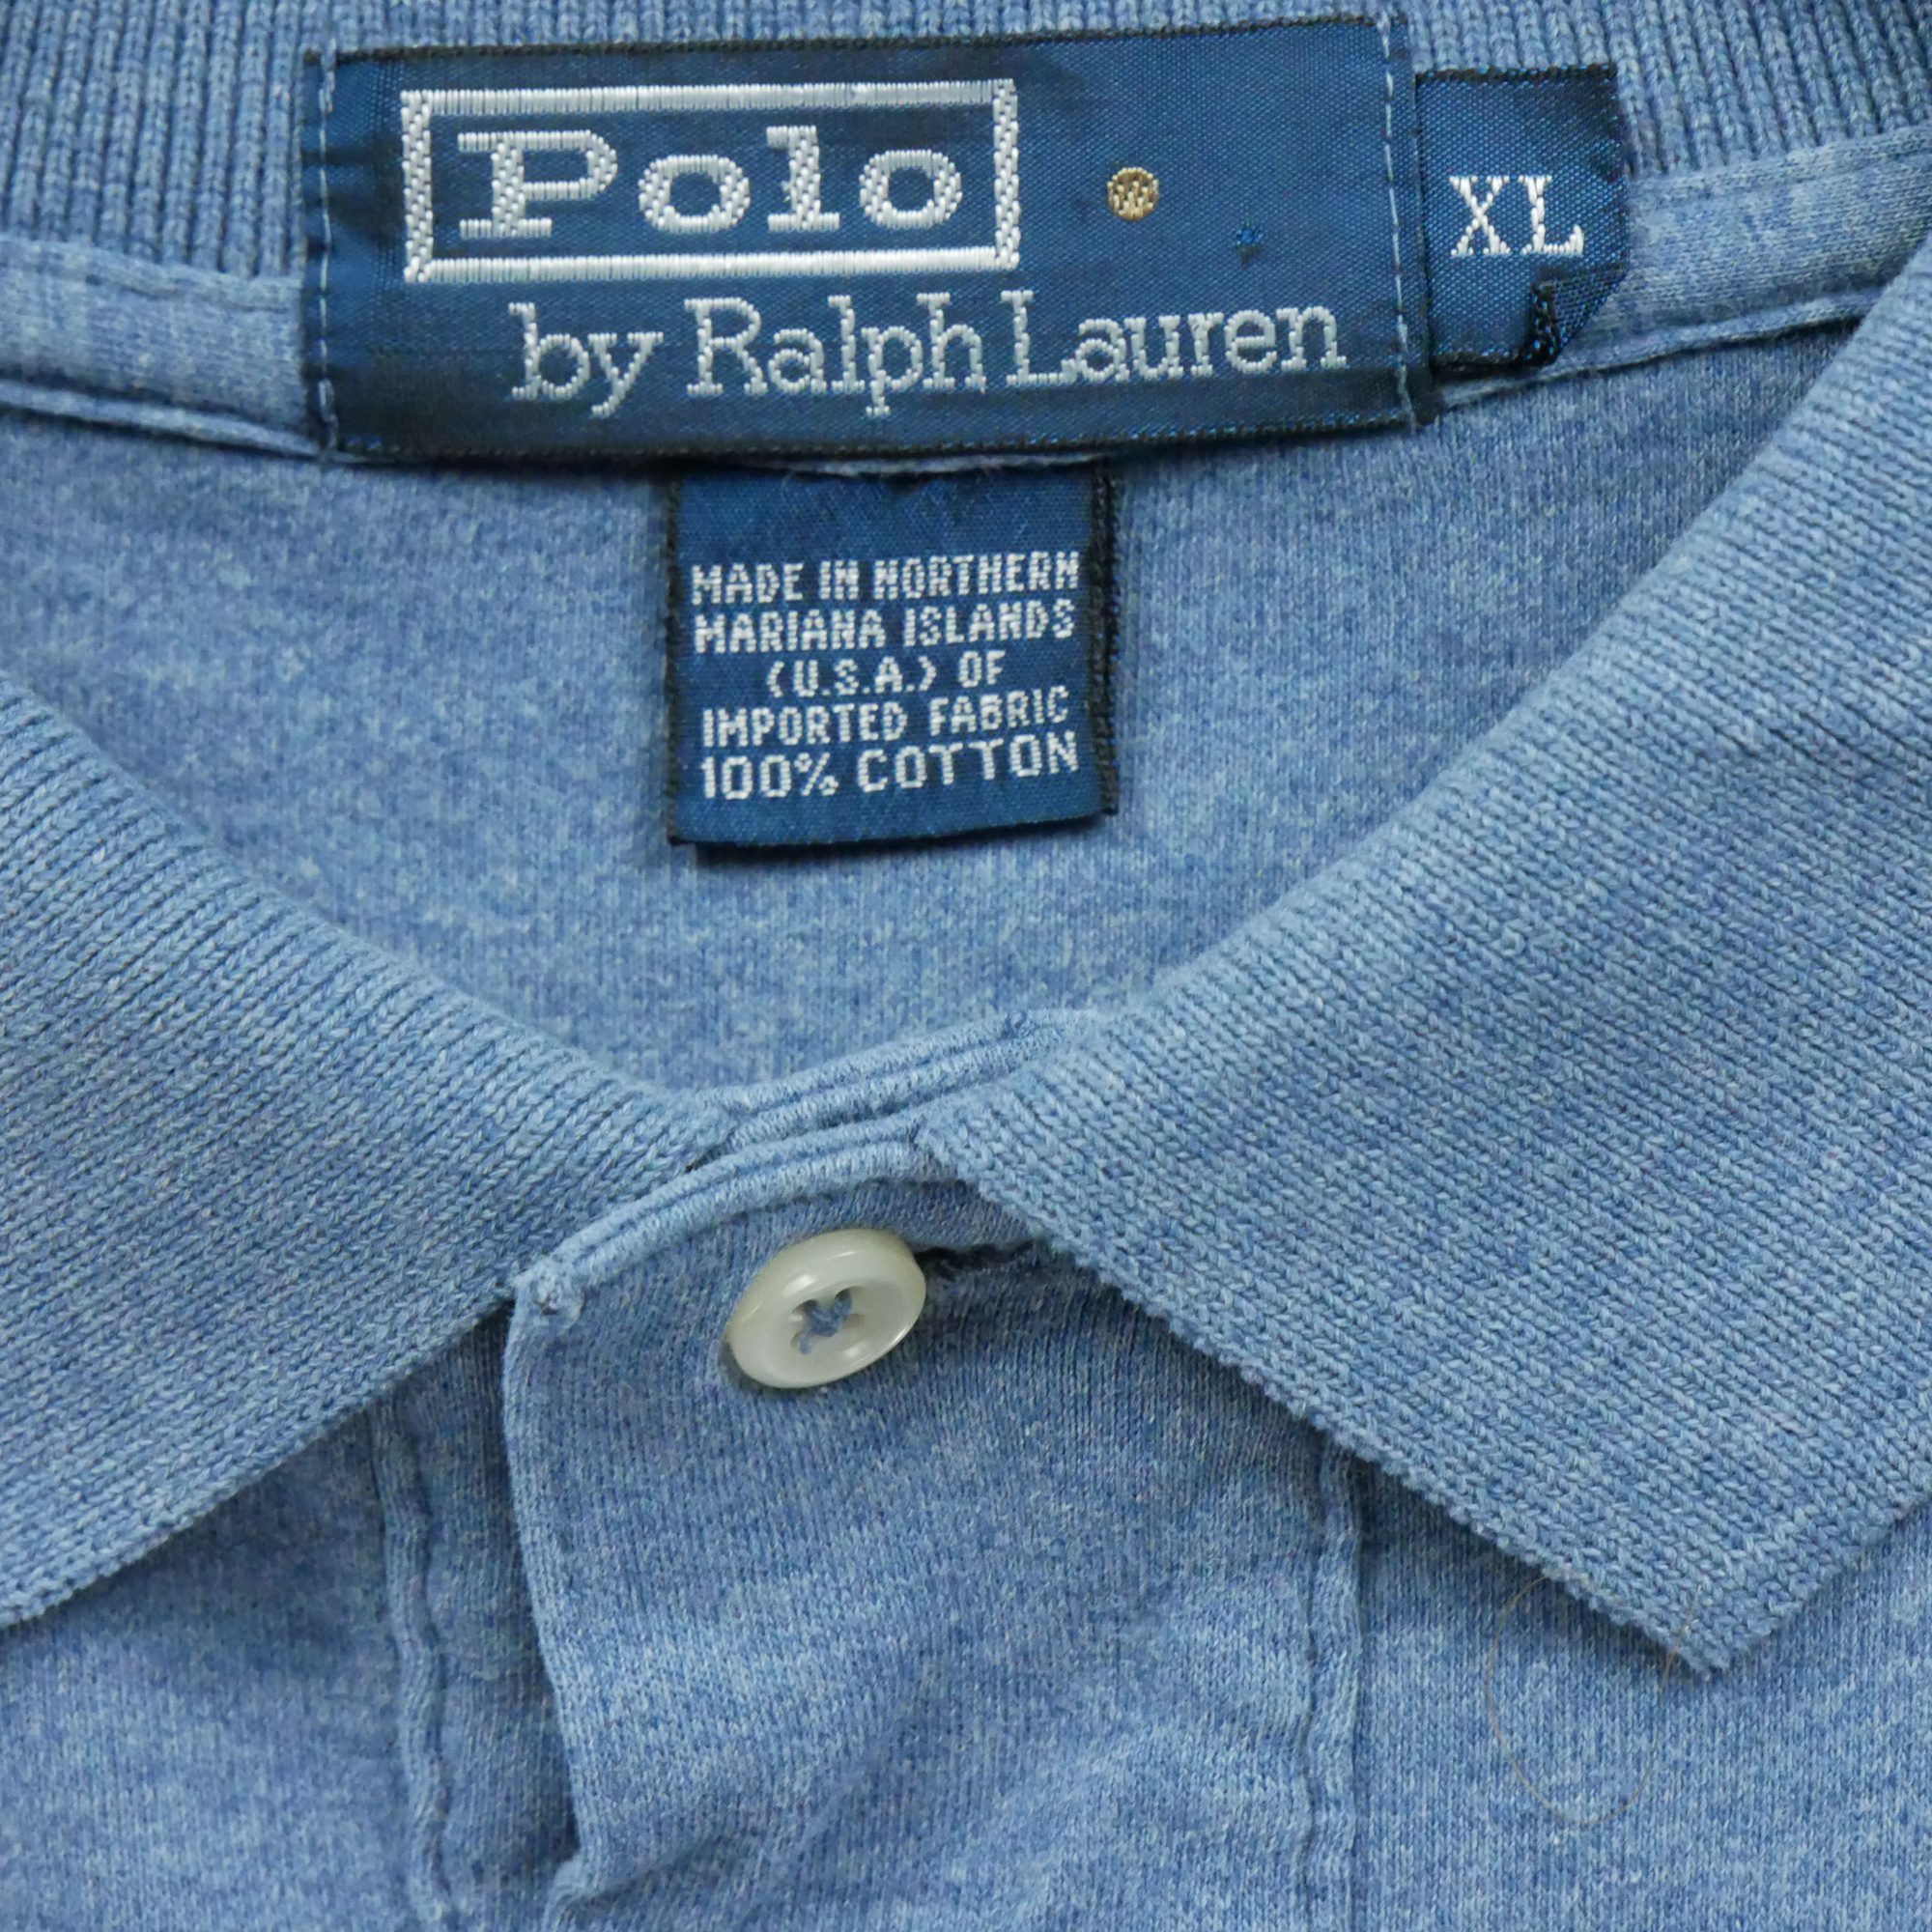 Polo
by Ralph Lauren
XL
MADE IN NORTHERN
MARIANA ISLANDS
(U.S.A.) OF
IMPORTED FABRIC
100% COTTON